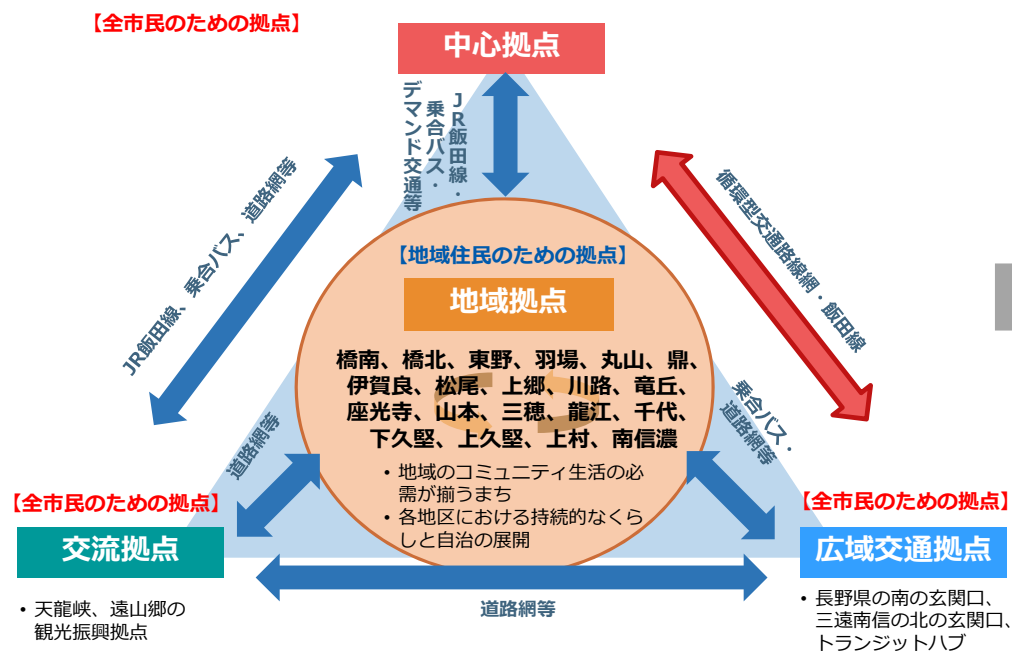 【全市民のための拠点】
中心拠点
JR飯田線・
乗合バス・
デマンド交通等
JR飯田線、乗合バス、道路網等
循環型交通路線網・飯田線
【地域住民のための拠点】
地域拠点
橋南、橋北、東野、羽場、丸山、鼎、
伊賀良、松尾、上郷、川路、竜丘、
座光寺、山本、三穂、龍江、千代、
下久堅、上久堅、上村、南信濃
• 地域のコミュニティ生活の必
需が揃うまち
• 各地区における持続的なくら
しと自治の展開
道路網等
乗合バス・
道路網等
【全市民のための拠点】
交流拠点
• 天龍峡、遠山郷の
観光振興拠点
道路網等
【全市民のための拠点】
広域交通拠点
• 長野県の南の玄関口、
三遠南信の北の玄関口、
トランジットハブ